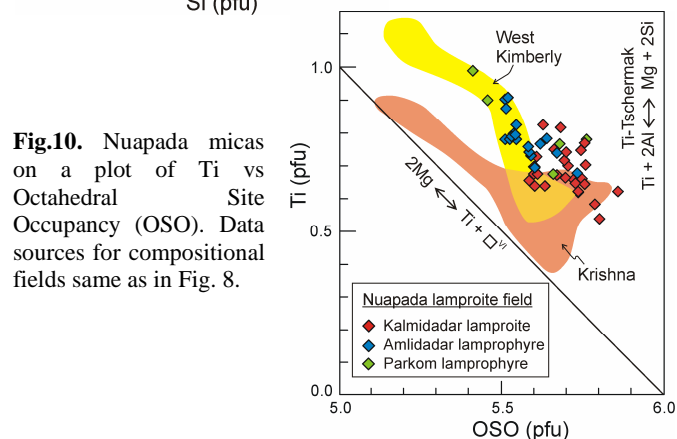 Si (pfu)
Fig.10. Nuapada micas
on a plot of Ti vs
Octahedral Site
Occupancy (OSO). Data
sources for compositional
fields same as in Fig. 8.
West
Kimberly
Ti-Tschermak
Ti + 2Al ⟷ Mg + 2Si
1.0
Ti (pfu)
0.5
0.0
2Mg ⟷ Ti + □VI
Krishna
Nuapada lamproite field
Kalmidadar lamproite
Amlidadar lamprophyre
Parkom lamprophyre
5.0
5.5
6.0
OSO (pfu)